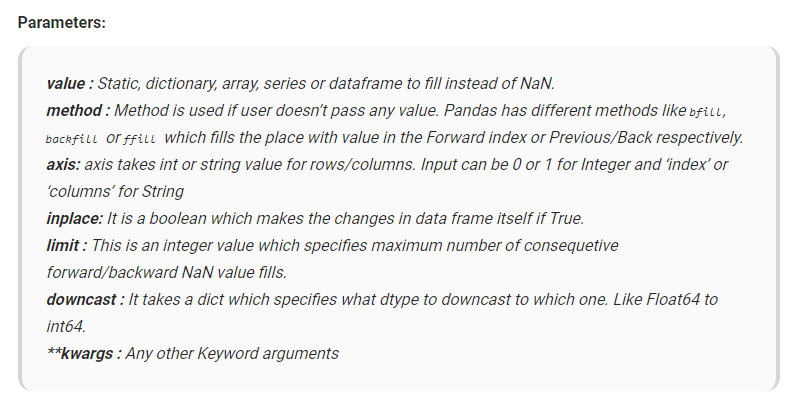 Parameters:
value : Static, dictionary, array, series or dataframe to fill instead of NaN.
method : Method is used if user doesn’t pass any value. Pandas has different methods like bfill,
backfill or ffill which fills the place with value in the Forward index or Previous/Back respectively.
axis: axis takes int or string value for rows/columns. Input can be 0 or 1 for Integer and ‘index’ or
‘columns’ for String
inplace: It is a boolean which makes the changes in data frame itself if True.
limit : This is an integer value which specifies maximum number of consequetive
forward/backward NaN value fills.
downcast : It takes a dict which specifies what dtype to downcast to which one. Like Float64 to
int64.
**kwargs : Any other Keyword arguments